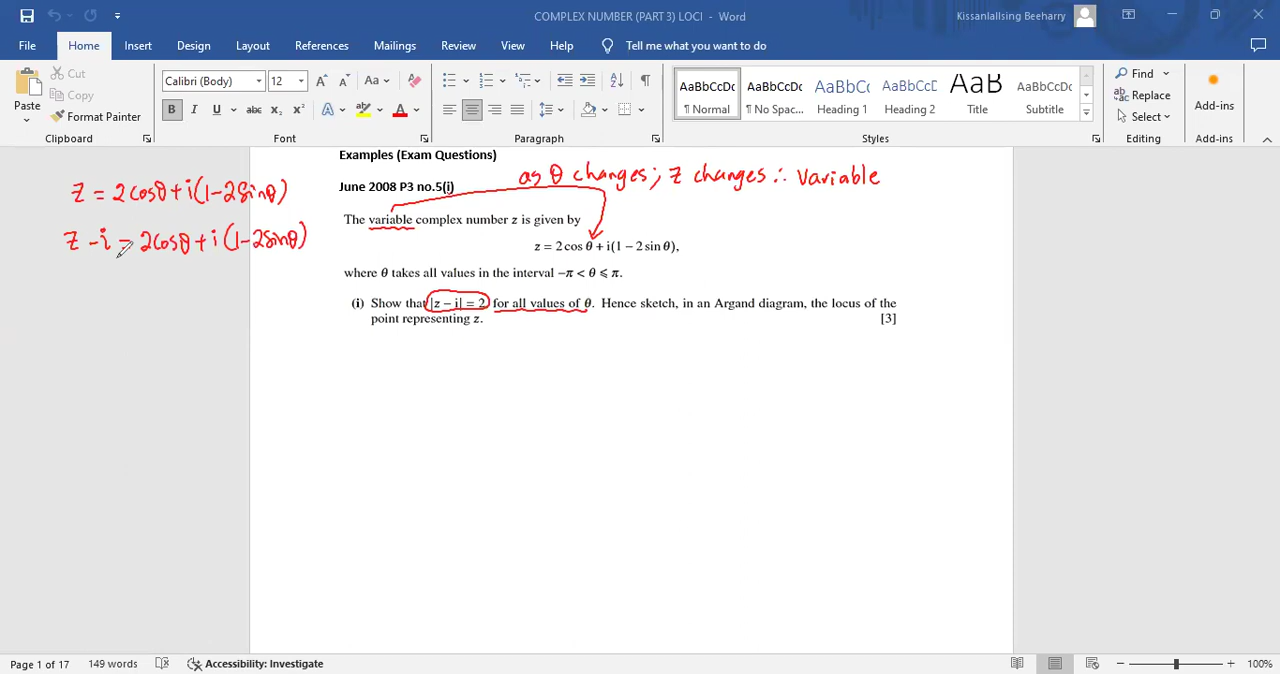 COMPLEX NUMBER (PART 3) LOCI - Word
Kissanlallsing Beeharry
File Home Insert Design Layout References Mailings Review View Help Tell me what you want to do
Paste
Cut
Copy
Format Painter
Clipboard
Calibri (Body) 12
Font
Paragraph
AaBbCcDc AaBbCcDc AaBbCc AaBbCcD AaB AaBbCcDc
¶ Normal ¶ No Spac... Heading 1 Heading 2 Title Subtitle
Styles
Find
Replace
Select
Editing
Add-ins
Add-ins
Examples (Exam Questions)
as θ changes; z changes ∴ variable
June 2008 P3 no.5(i)
z = 2cosθ + i(1-2sinθ)
The variable complex number z is given by
z - i = 2cosθ + i(1-2sinθ)
z = 2 cos θ + i(1 − 2 sin θ),
where θ takes all values in the interval −π < θ ⩽ π.
(i) Show that |z − i| = 2, for all values of θ. Hence sketch, in an Argand diagram, the locus of the
point representing z. [3]
Page 1 of 17 149 words Accessibility: Investigate 100%